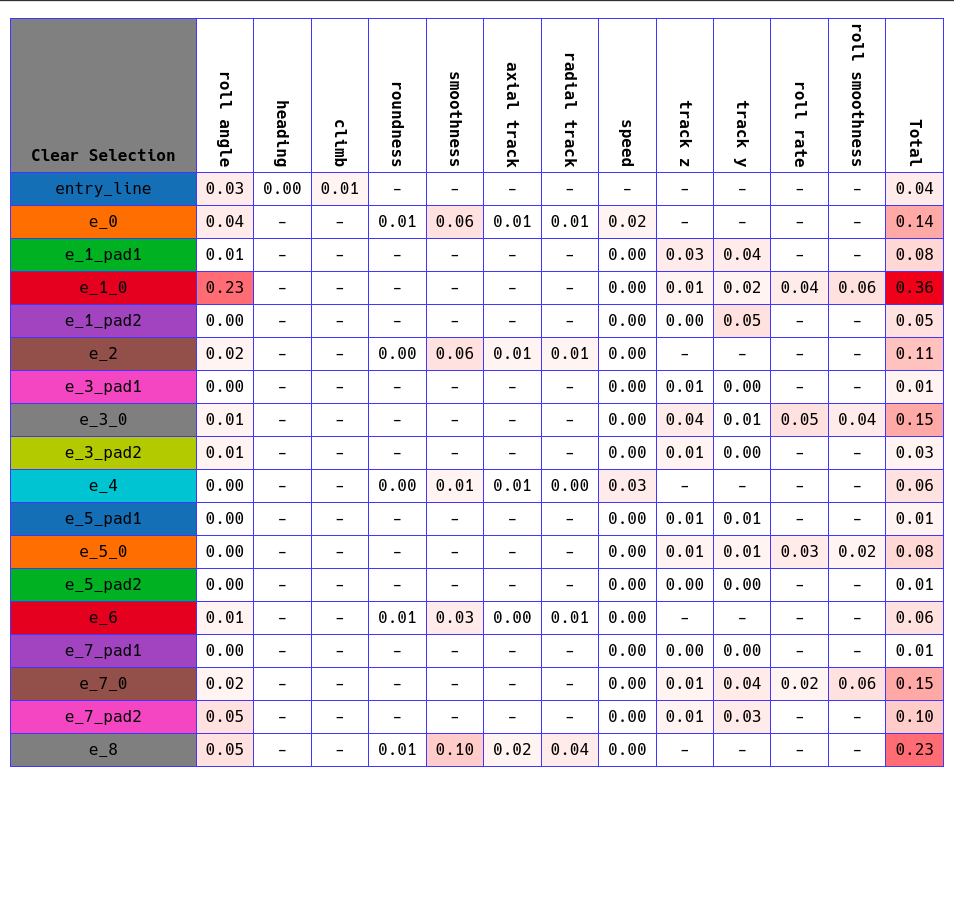 Clear Selection roll angle heading climb roundness smoothness axial track radial track speed track z track y roll rate roll smoothness Total
entry_line 0.03 0.00 0.01 – – – – – – – – – 0.04
e_0 0.04 – – 0.01 0.06 0.01 0.01 0.02 – – – – 0.14
e_1_pad1 0.01 – – – – – – 0.00 0.03 0.04 – – 0.08
e_1_0 0.23 – – – – – – 0.00 0.01 0.02 0.04 0.06 0.36
e_1_pad2 0.00 – – – – – – 0.00 0.00 0.05 – – 0.05
e_2 0.02 – – 0.00 0.06 0.01 0.01 0.00 – – – – 0.11
e_3_pad1 0.00 – – – – – – 0.00 0.01 0.00 – – 0.01
e_3_0 0.01 – – – – – – 0.00 0.04 0.01 0.05 0.04 0.15
e_3_pad2 0.01 – – – – – – 0.00 0.01 0.00 – – 0.03
e_4 0.00 – – 0.00 0.01 0.01 0.00 0.03 – – – – 0.06
e_5_pad1 0.00 – – – – – – 0.00 0.01 0.01 – – 0.01
e_5_0 0.00 – – – – – – 0.00 0.01 0.01 0.03 0.02 0.08
e_5_pad2 0.00 – – – – – – 0.00 0.00 0.00 – – 0.01
e_6 0.01 – – 0.01 0.03 0.00 0.01 0.00 – – – – 0.06
e_7_pad1 0.00 – – – – – – 0.00 0.00 0.00 – – 0.01
e_7_0 0.02 – – – – – – 0.00 0.01 0.04 0.02 0.06 0.15
e_7_pad2 0.05 – – – – – – 0.00 0.01 0.03 – – 0.10
e_8 0.05 – – 0.01 0.10 0.02 0.04 0.00 – – – – 0.23